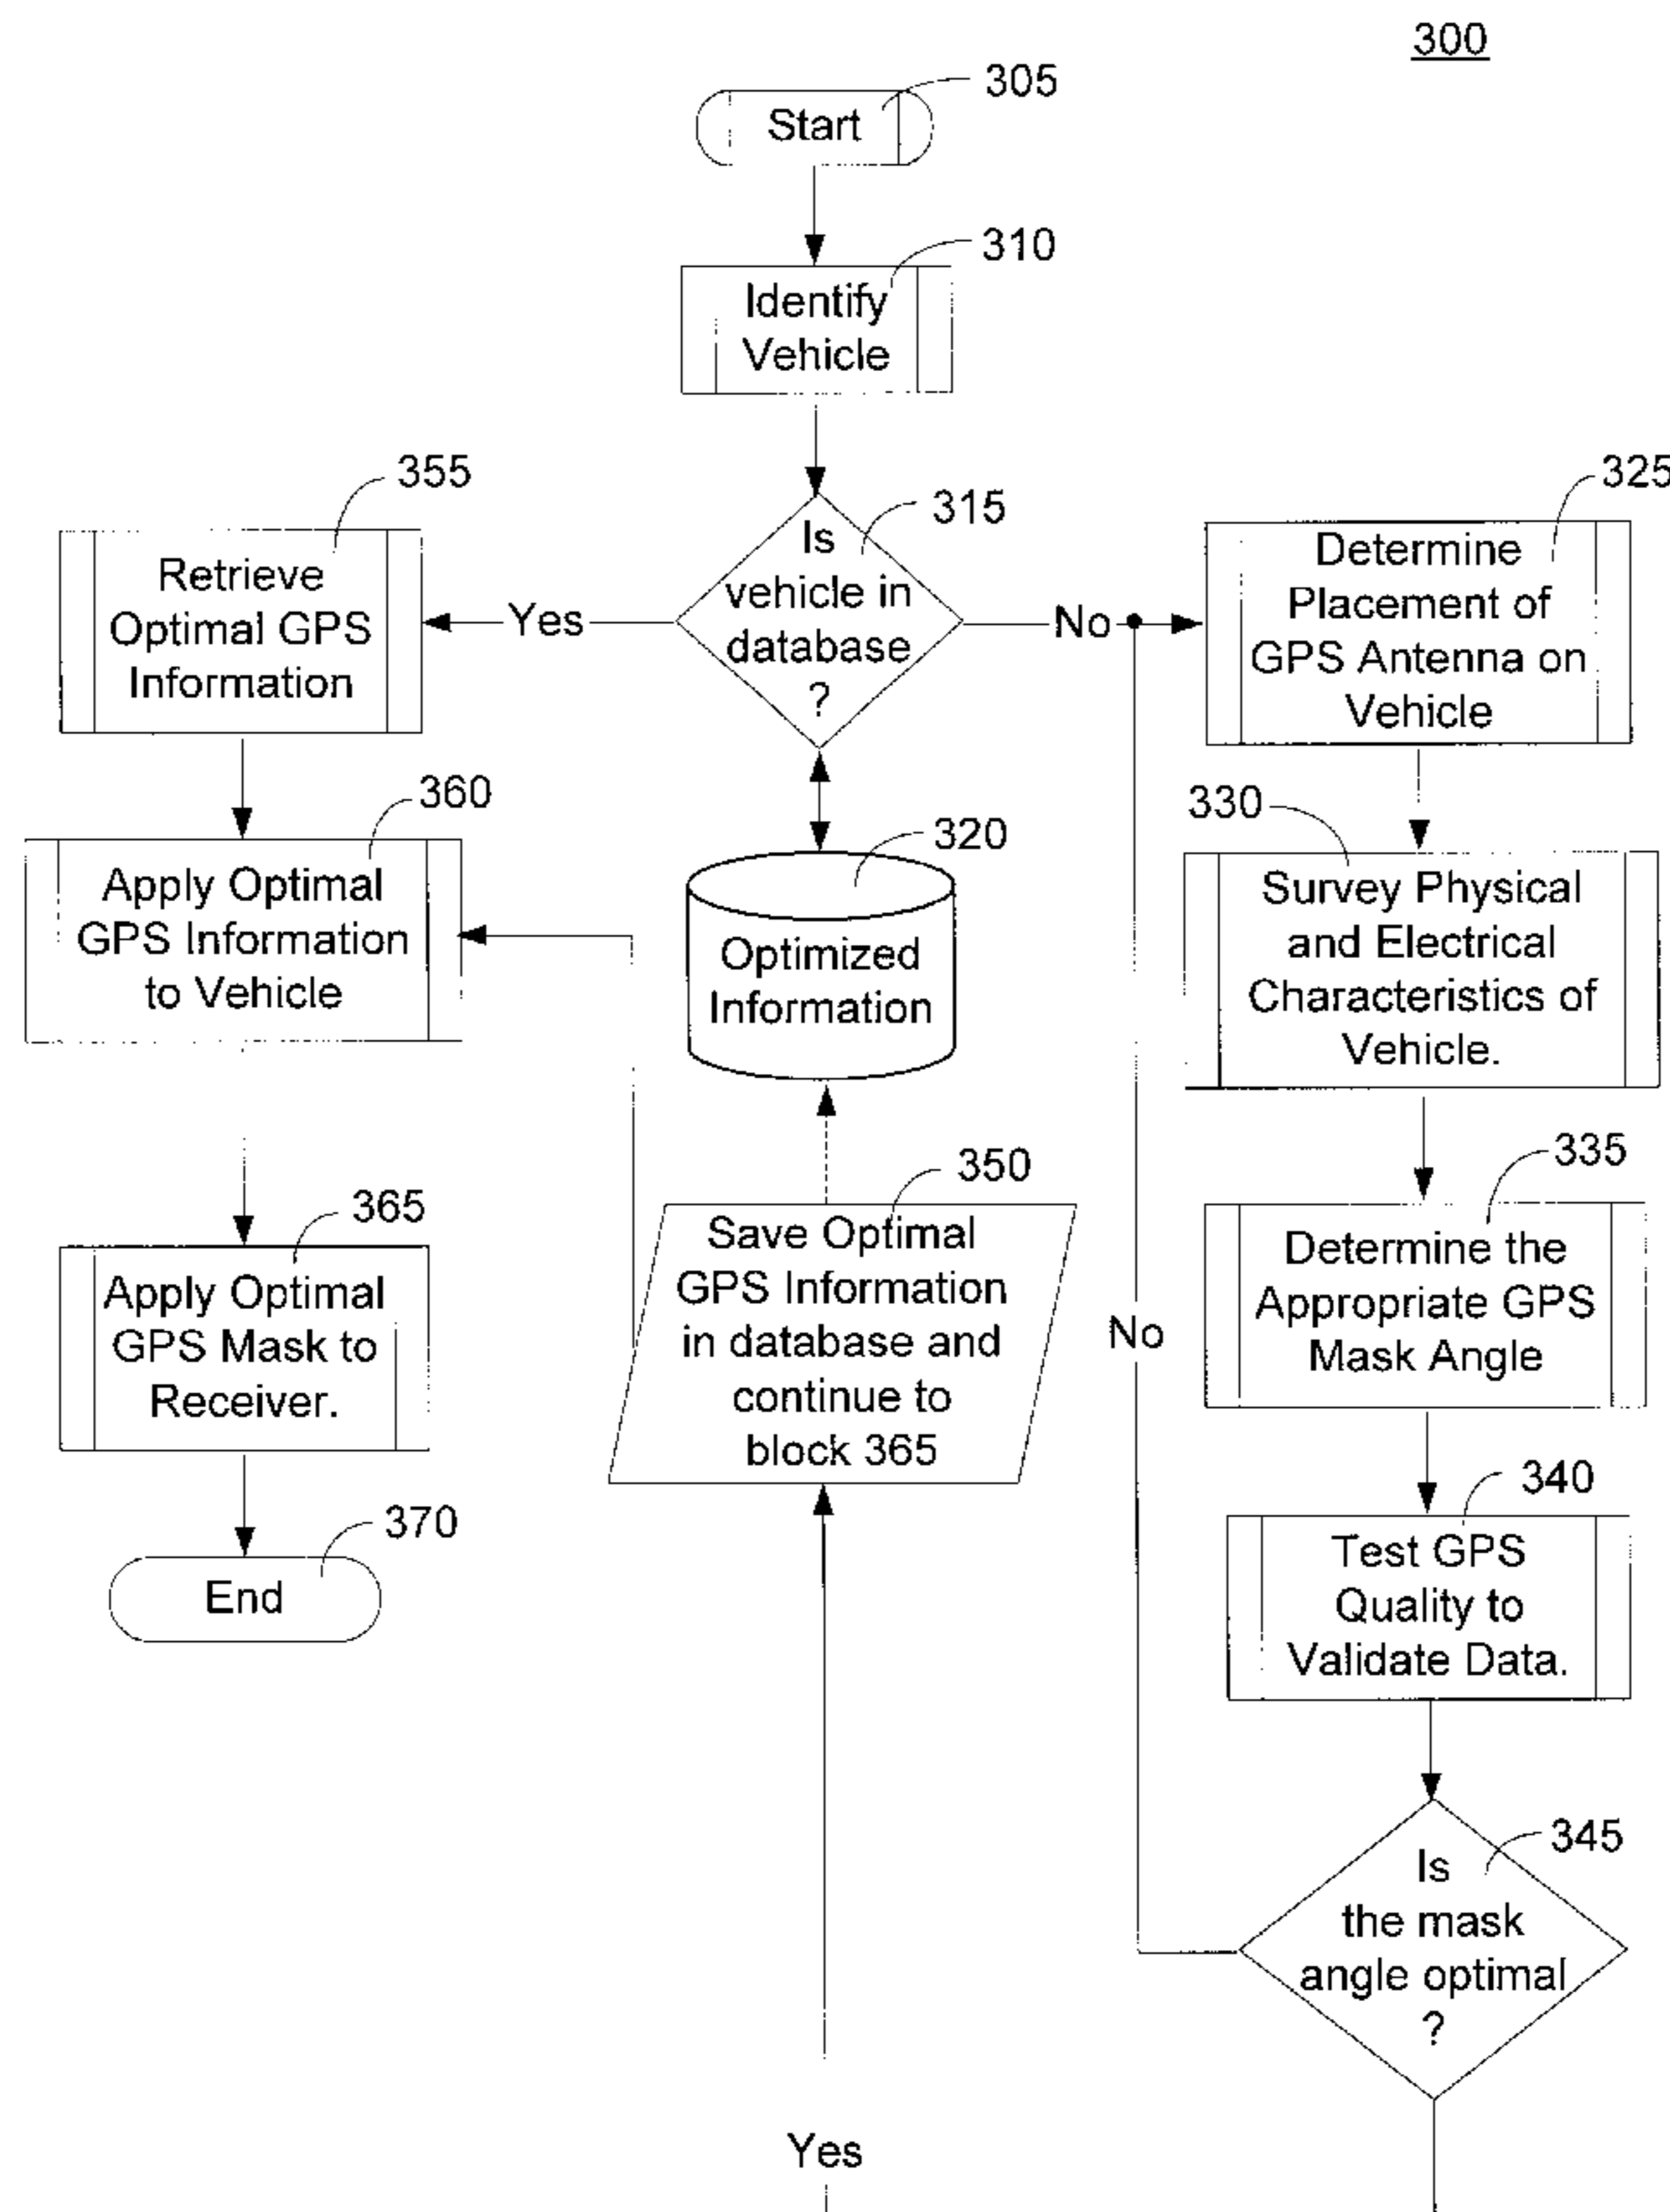 300
305
Start
310
Identify
Vehicle
315
Is
vehicle in
database
?
Yes
No
355
Retrieve
Optimal GPS
Information
325
Determine
Placement of
GPS Antenna on
Vehicle
360
Apply Optimal
GPS Information
to Vehicle
320
Optimized
Information
330
Survey Physical
and Electrical
Characteristics of
Vehicle.
350
Save Optimal
GPS Information
in database and
continue to
block 365
335
Determine the
Appropriate GPS
Mask Angle
No
365
Apply Optimal
GPS Mask to
Receiver.
340
Test GPS
Quality to
Validate Data.
370
End
345
Is
the mask
angle optimal
?
Yes